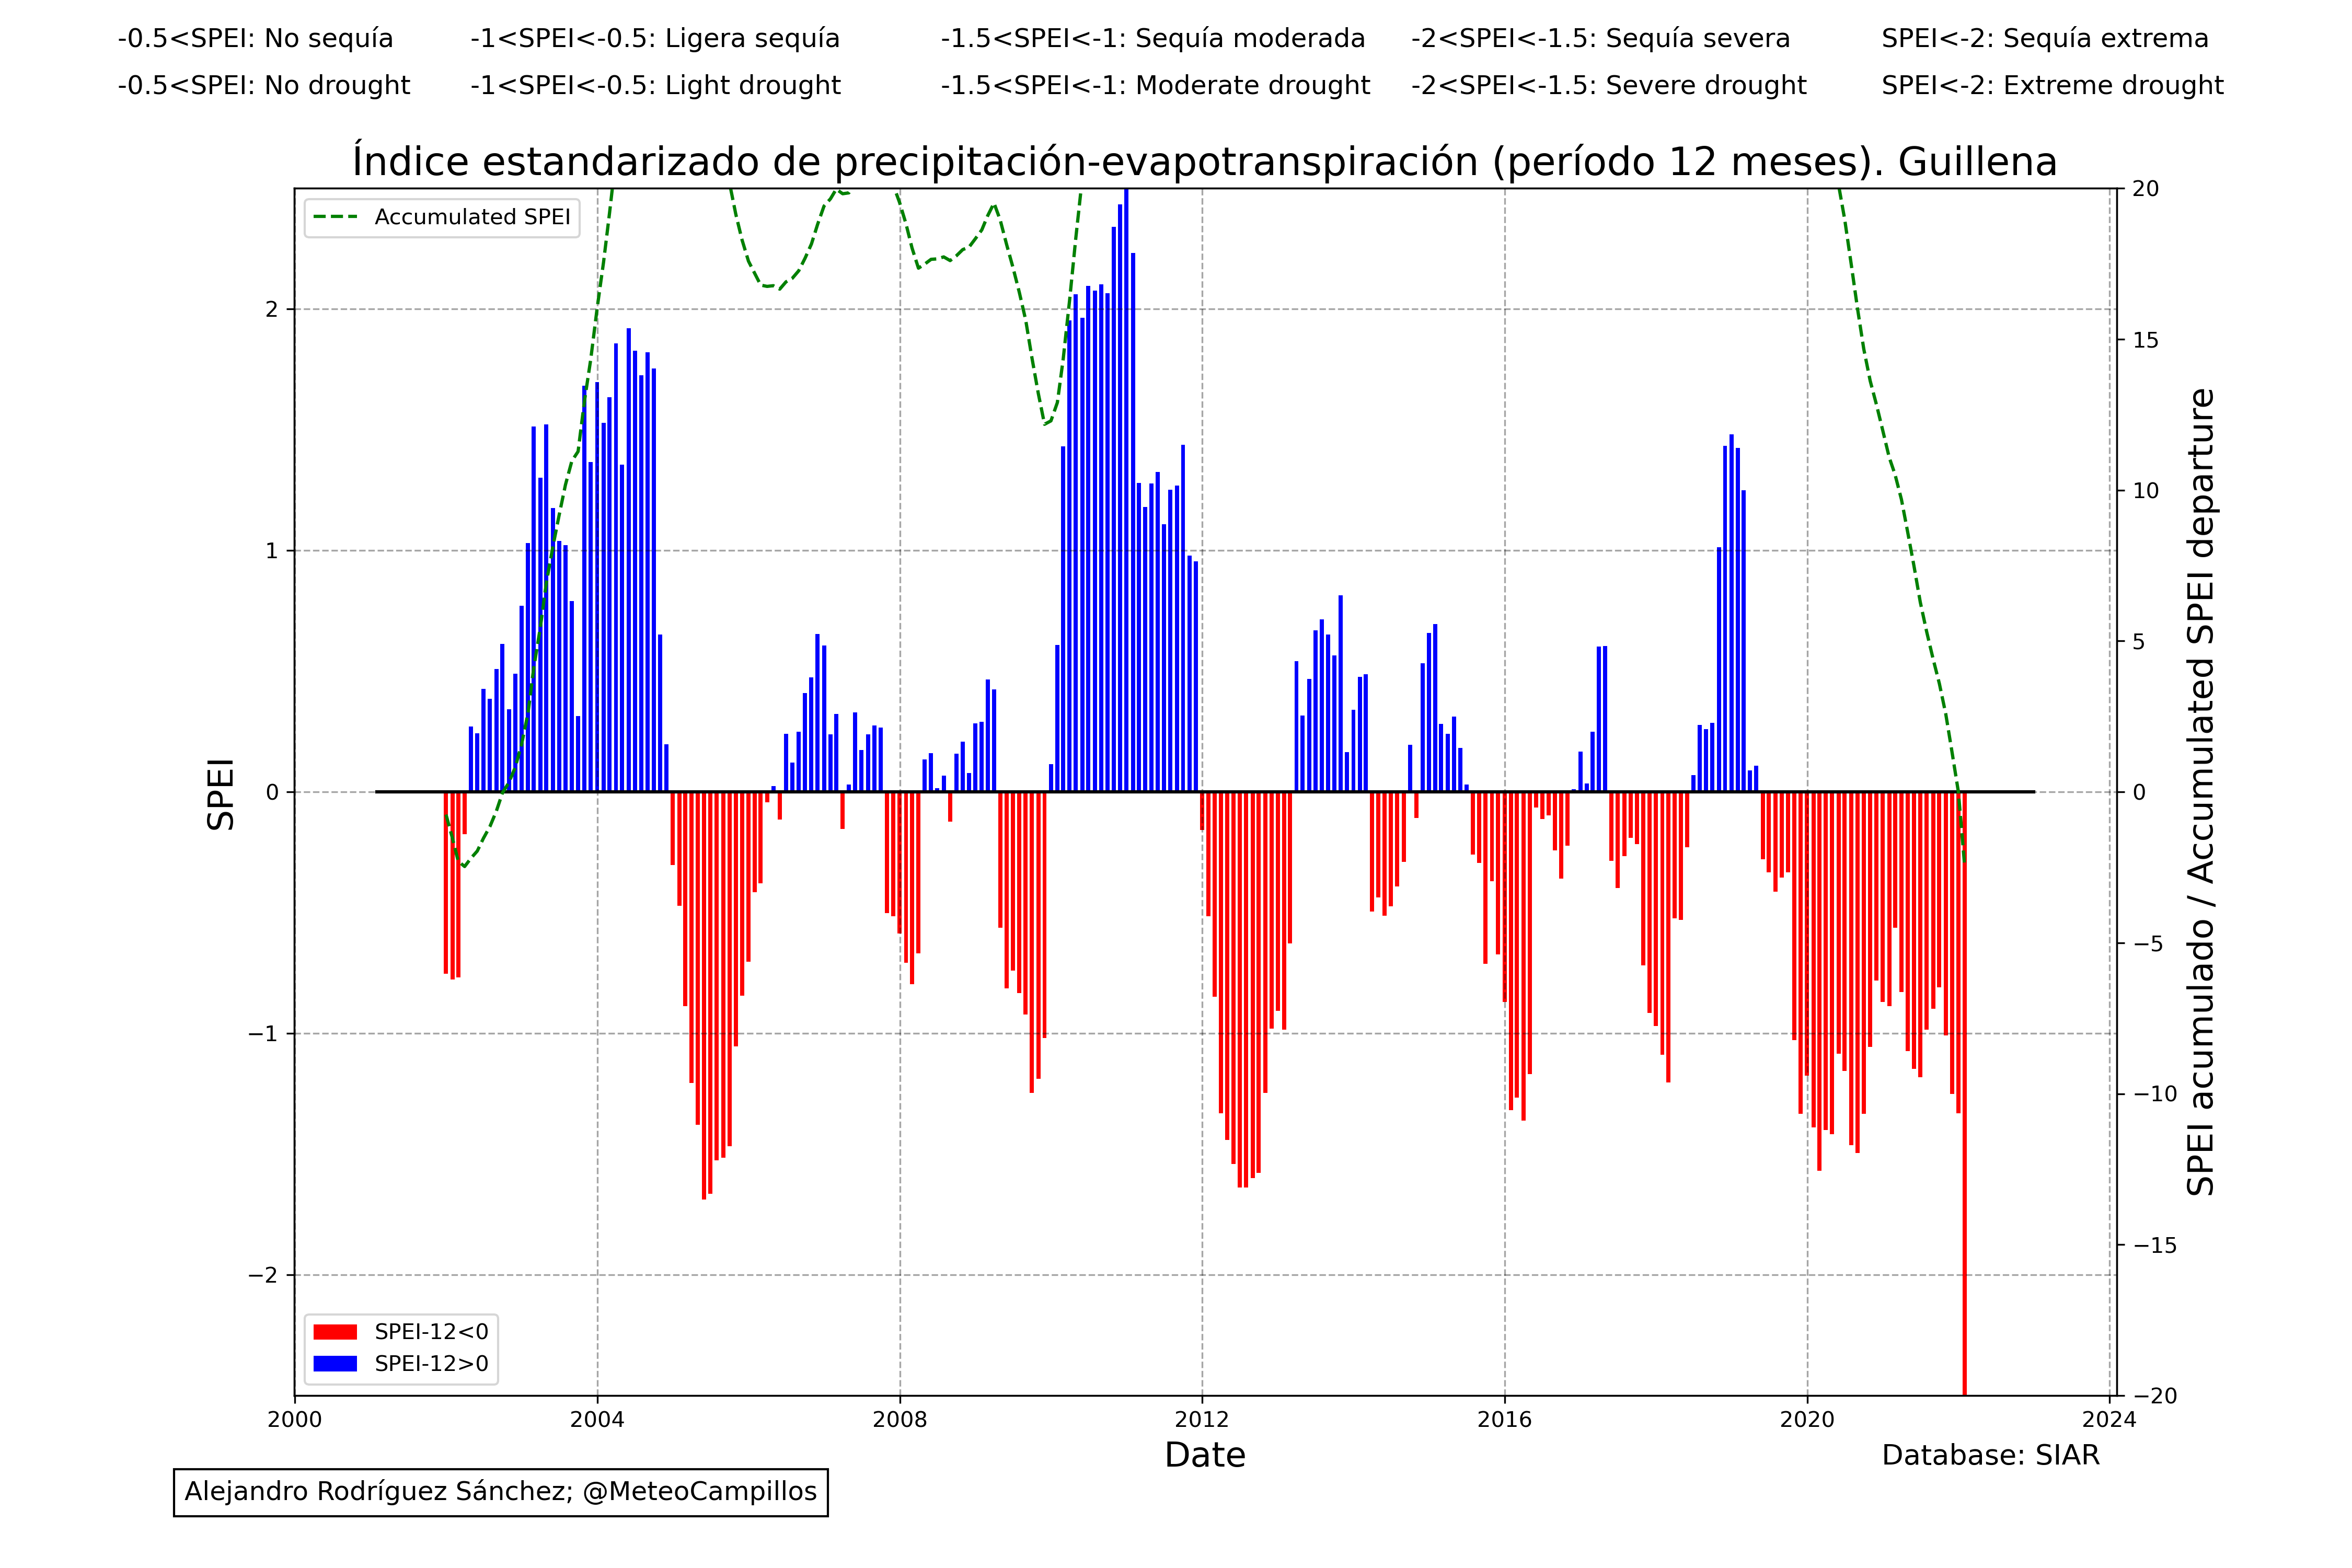 -0.5<SPEI: No sequía -1<SPEI<-0.5: Ligera sequía -1.5<SPEI<-1: Sequía moderada -2<SPEI<-1.5: Sequía severa SPEI<-2: Sequía extrema
-0.5<SPEI: No drought -1<SPEI<-0.5: Light drought -1.5<SPEI<-1: Moderate drought -2<SPEI<-1.5: Severe drought SPEI<-2: Extreme drought
Índice estandarizado de precipitación-evapotranspiración (período 12 meses). Guillena
Accumulated SPEI
SPEI
2
1
0
−1
−2
20
15
10
5
0
−5
−10
−15
−20
SPEI acumulado / Accumulated SPEI departure
SPEI-12<0
SPEI-12>0
2000 2004 2008 2012 2016 2020 2024
Date
Database: SIAR
Alejandro Rodríguez Sánchez; @MeteoCampillos